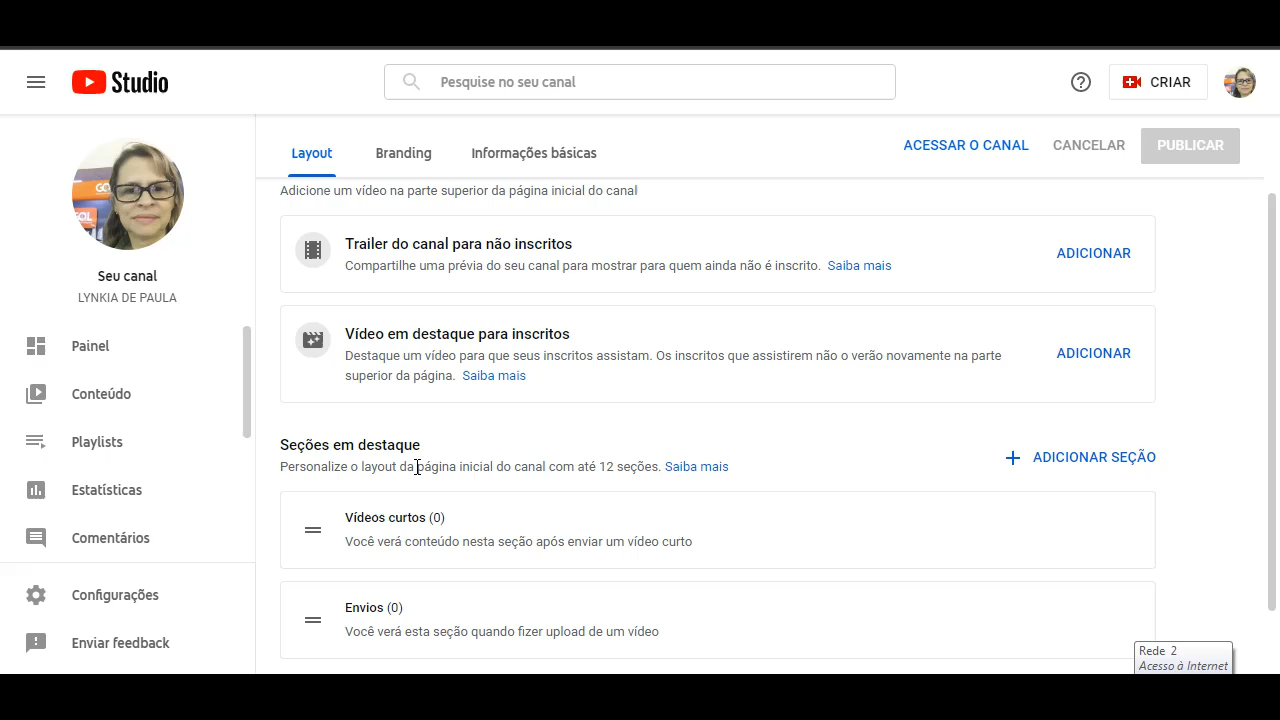 Studio
Pesquise no seu canal
CRIAR
Layout
Branding
Informações básicas
ACESSAR O CANAL
CANCELAR
PUBLICAR
Seu canal
LYNKIA DE PAULA
Painel
Conteúdo
Playlists
Estatísticas
Comentários
Configurações
Enviar feedback
Adicione um vídeo na parte superior da página inicial do canal
Trailer do canal para não inscritos
Compartilhe uma prévia do seu canal para mostrar para quem ainda não é inscrito. Saiba mais
ADICIONAR
Vídeo em destaque para inscritos
Destaque um vídeo para que seus inscritos assistam. Os inscritos que assistirem não o verão novamente na parte
superior da página. Saiba mais
ADICIONAR
Seções em destaque
Personalize o layout da página inicial do canal com até 12 seções. Saiba mais
ADICIONAR SEÇÃO
Vídeos curtos (0)
Você verá conteúdo nesta seção após enviar um vídeo curto
Envios (0)
Você verá esta seção quando fizer upload de um vídeo
Rede 2
Acesso à Internet